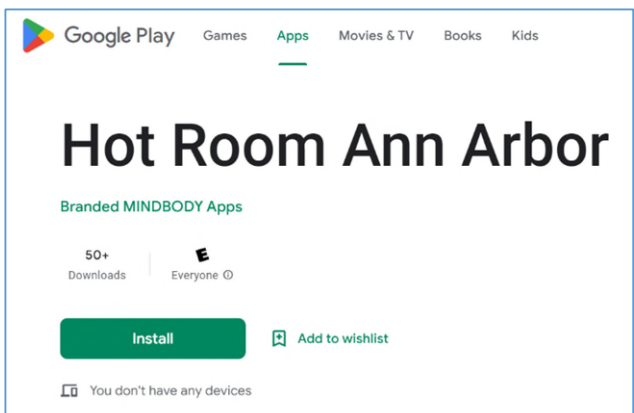 Google Play Games Apps Movies & TV Books Kids
Hot Room Ann Arbor
Branded MINDBODY Apps
50+ E
Downloads Everyone
Install Add to wishlist
You don't have any devices